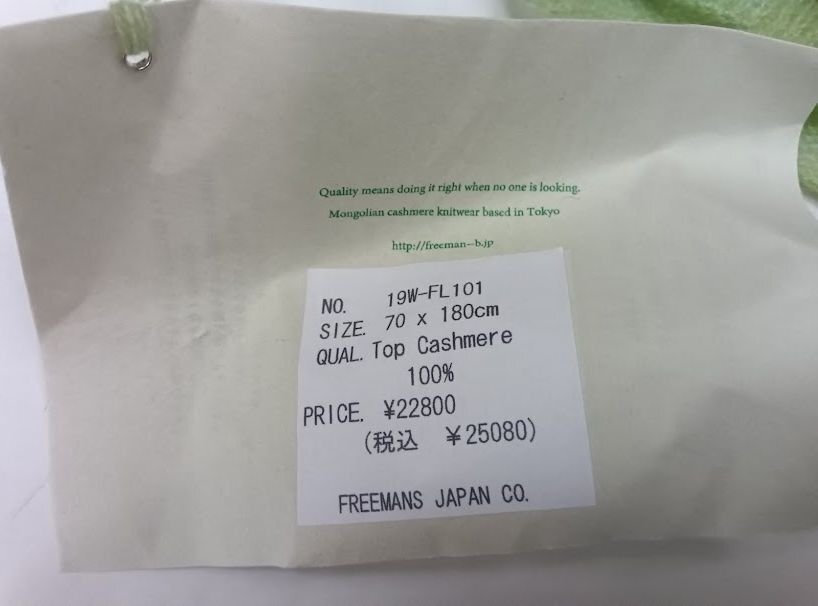 Quality means doing it right when no one is looking.
Mongolian cashmere knitwear based in Tokyo
http://freeman-b.jp
NO. 19W-FL101
SIZE. 70 x 180cm
QUAL. Top Cashmere
100%
PRICE. ¥22800
(税込 ¥25080)
FREEMANS JAPAN CO.